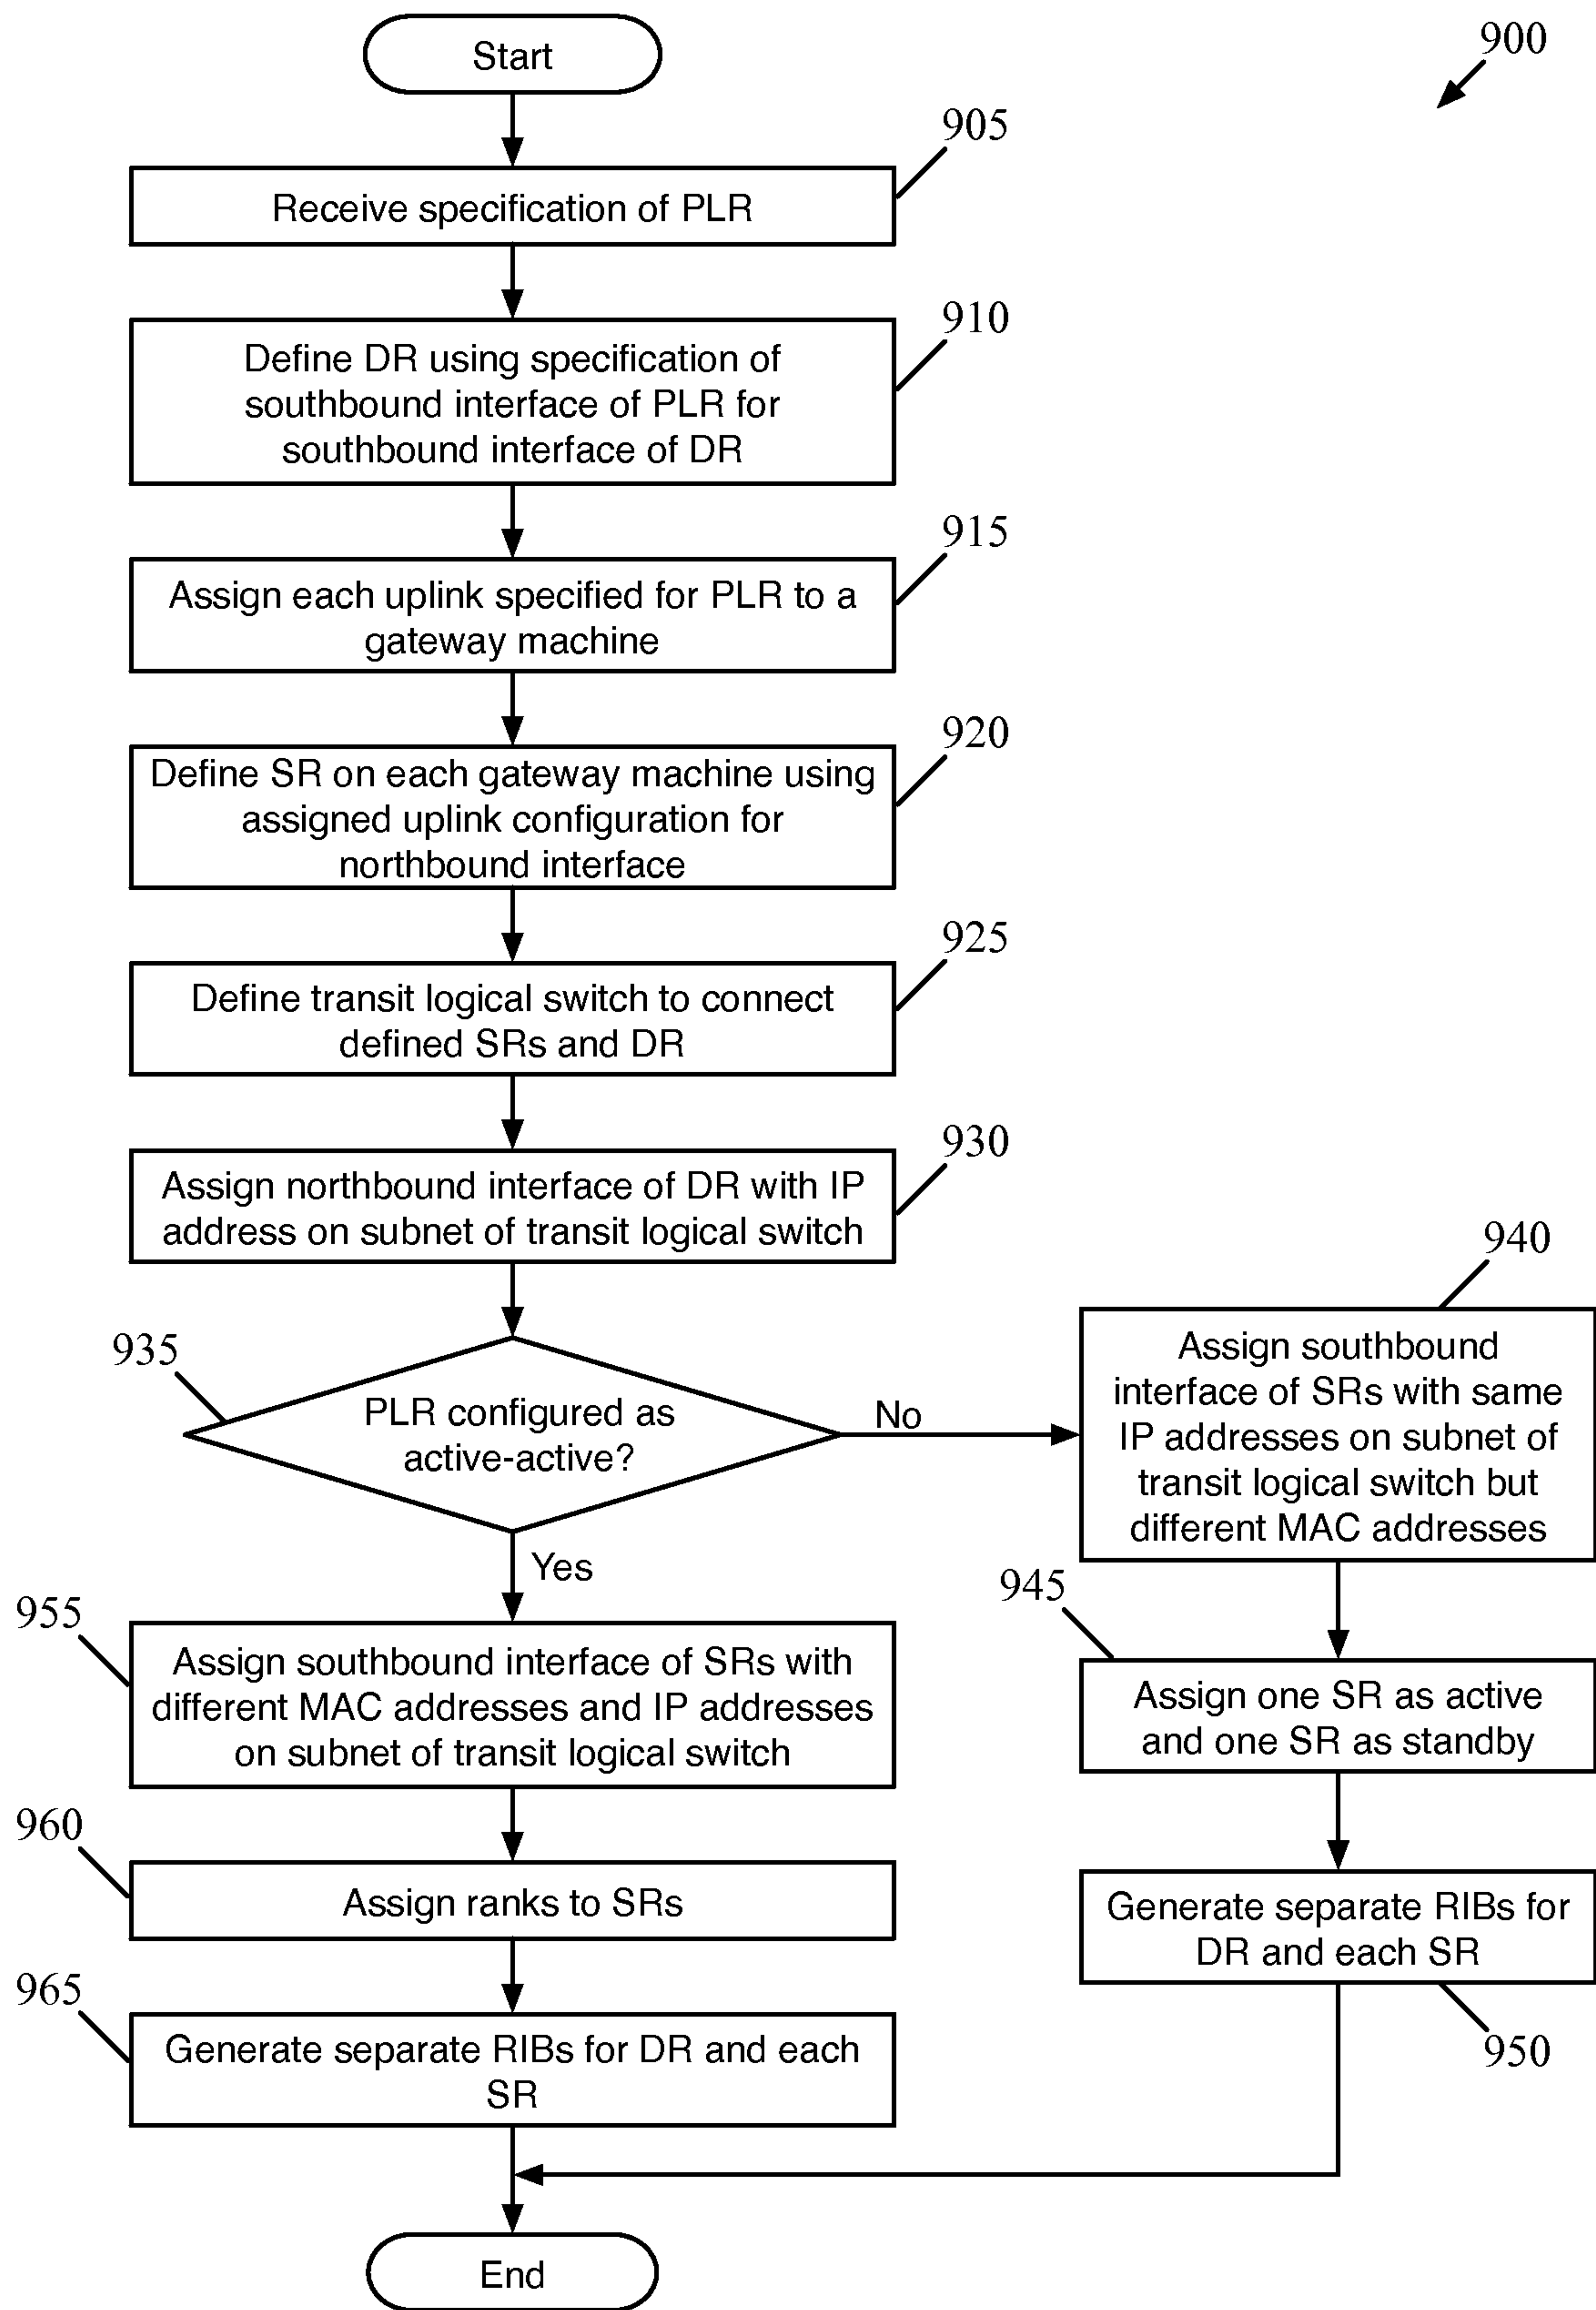 Start
900
905
Receive specification of PLR
910
Define DR using specification of
southbound interface of PLR for
southbound interface of DR
915
Assign each uplink specified for PLR to a
gateway machine
920
Define SR on each gateway machine using
assigned uplink configuration for
northbound interface
925
Define transit logical switch to connect
defined SRs and DR
930
Assign northbound interface of DR with IP
address on subnet of transit logical switch
935
PLR configured as
active-active?
No
Yes
940
Assign southbound
interface of SRs with same
IP addresses on subnet of
transit logical switch but
different MAC addresses
945
Assign one SR as active
and one SR as standby
Generate separate RIBs for
DR and each SR
950
955
Assign southbound interface of SRs with
different MAC addresses and IP addresses
on subnet of transit logical switch
960
Assign ranks to SRs
965
Generate separate RIBs for DR and each
SR
End